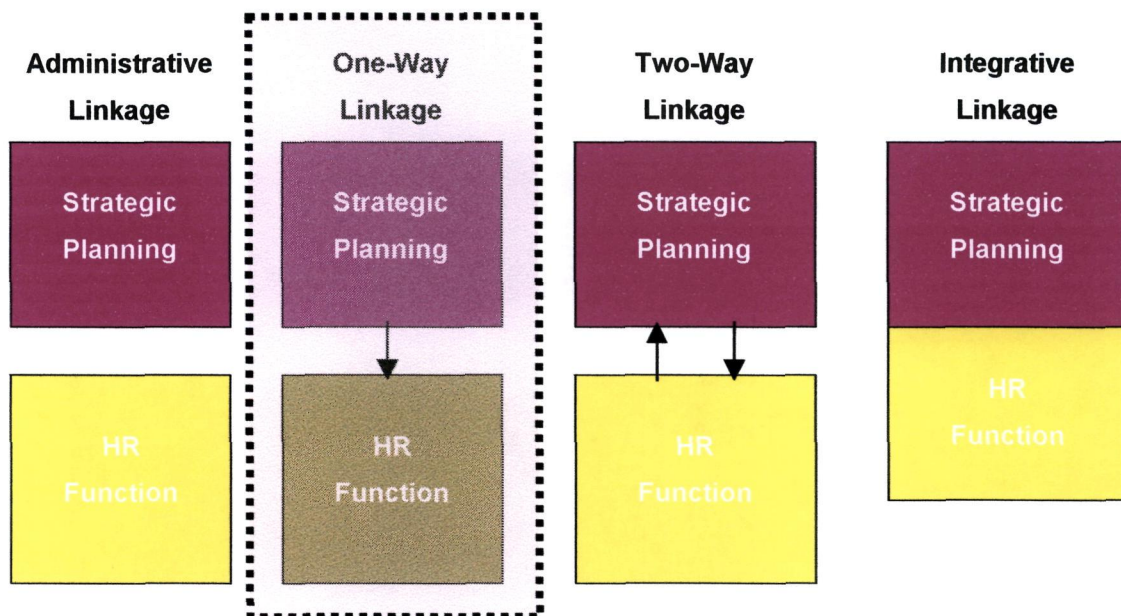 Administrative
Linkage
Strategic
Planning
HR
Function
One-Way
Linkage
Strategic
Planning
HR
Function
Two-Way
Linkage
Strategic
Planning
HR
Function
Integrative
Linkage
Strategic
Planning
HR
Function